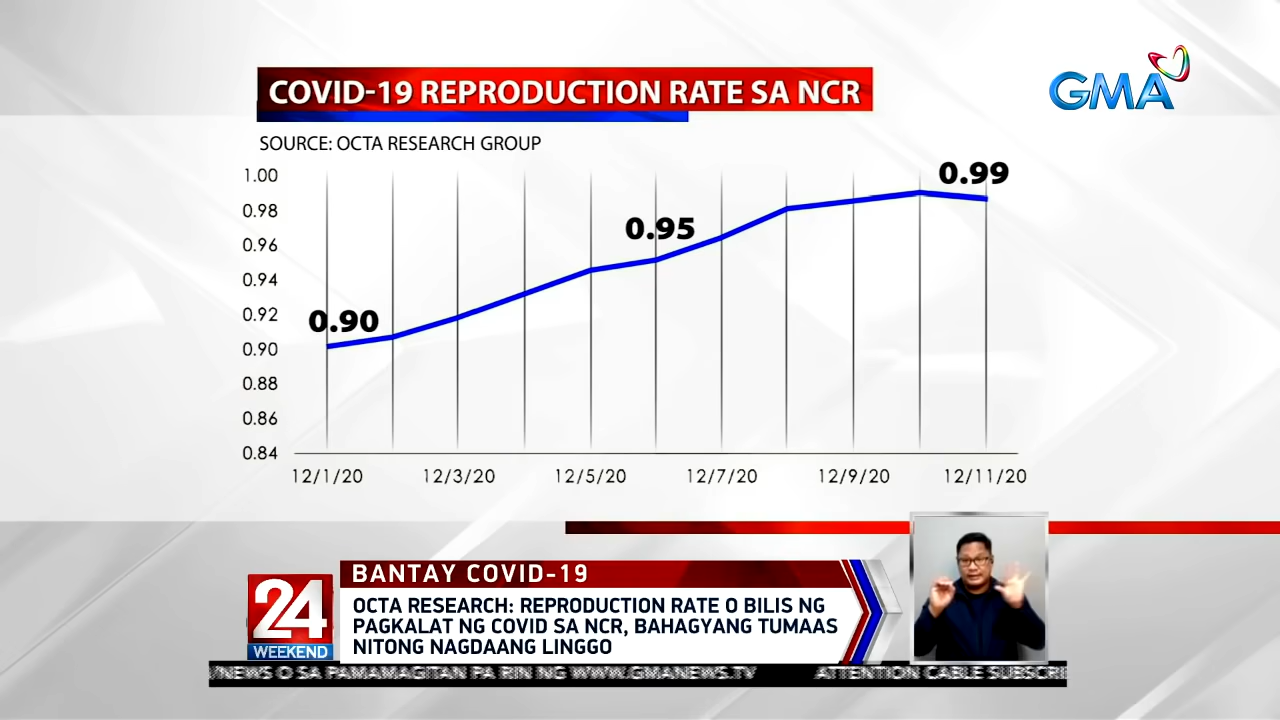 COVID-19 REPRODUCTION RATE SA NCR
GMA
SOURCE: OCTA RESEARCH GROUP
1.00
0.98
0.96
0.94
0.92
0.90
0.88
0.86
0.84
0.90
0.95
0.99
12/1/20 12/3/20 12/5/20 12/7/20 12/9/20 12/11/20
24
WEEKEND
BANTAY COVID-19
OCTA RESEARCH: REPRODUCTION RATE O BILIS NG
PAGKALAT NG COVID SA NCR, BAHAGYANG TUMAAS
NITONG NAGDAANG LINGGO
/NEWS O SA PAMAMAGITAN PA RIN NG WWW.GMANEWS.TV ATTENTION CABLE SUBSCRI